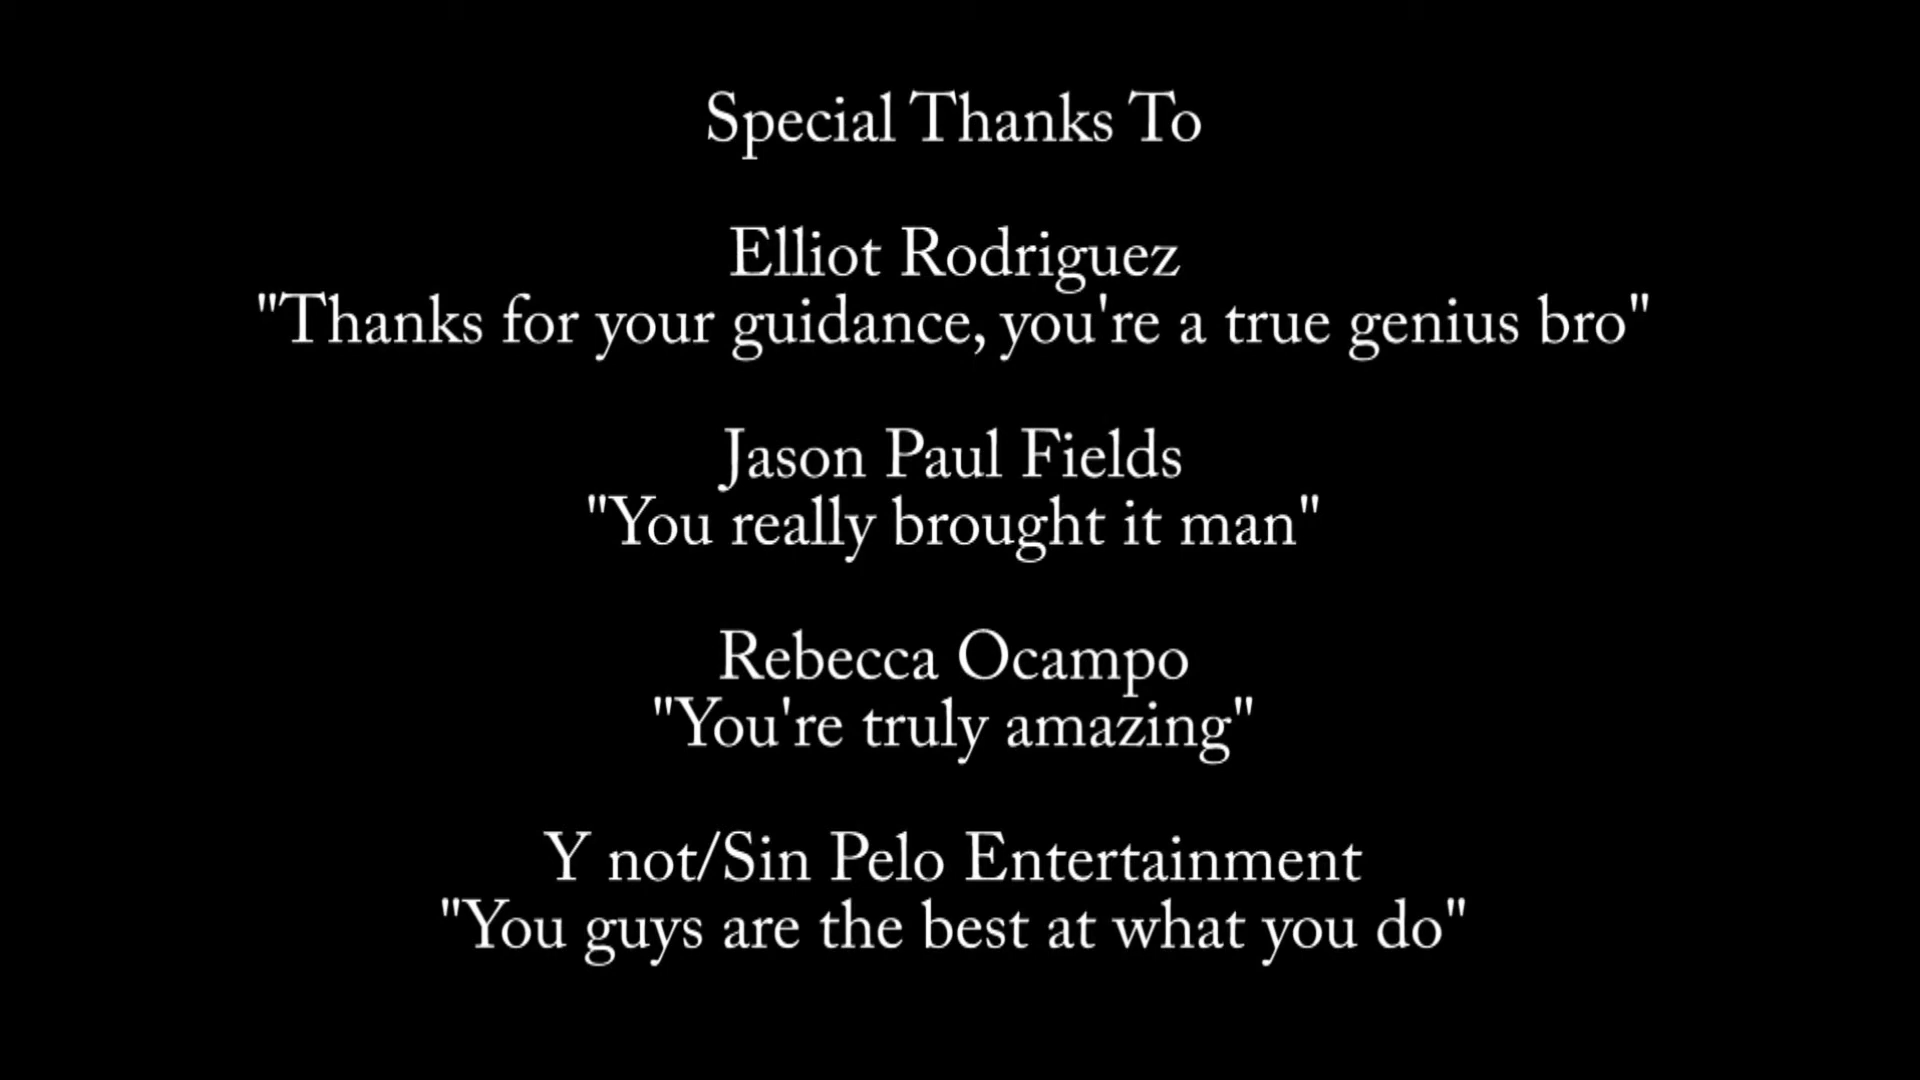 Special Thanks To
Elliot Rodriguez
"Thanks for your guidance, you're a true genius bro"
Jason Paul Fields
"You really brought it man"
Rebecca Ocampo
"You're truly amazing"
Y not/Sin Pelo Entertainment
"You guys are the best at what you do"